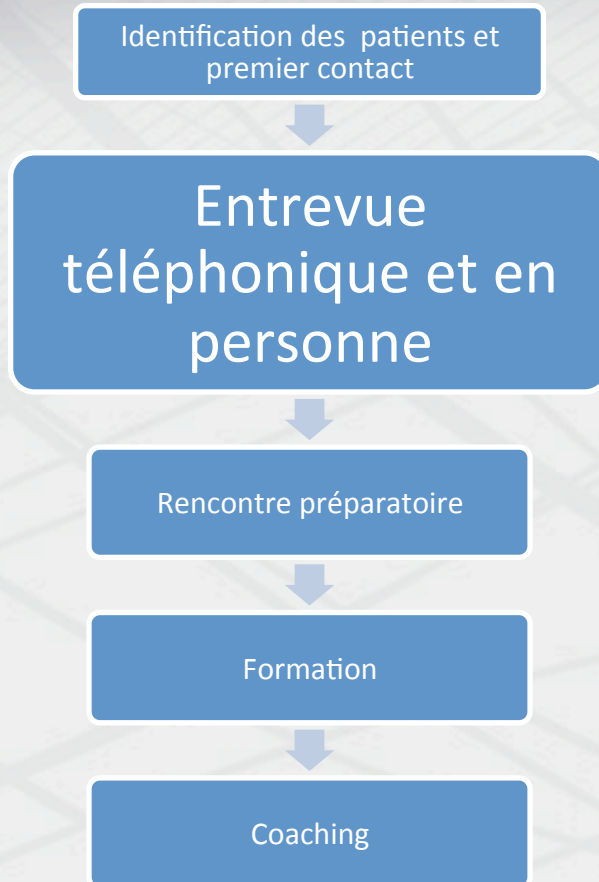 Identification des patients et
premier contact
Entrevue
téléphonique et en
personne
Rencontre préparatoire
Formation
Coaching